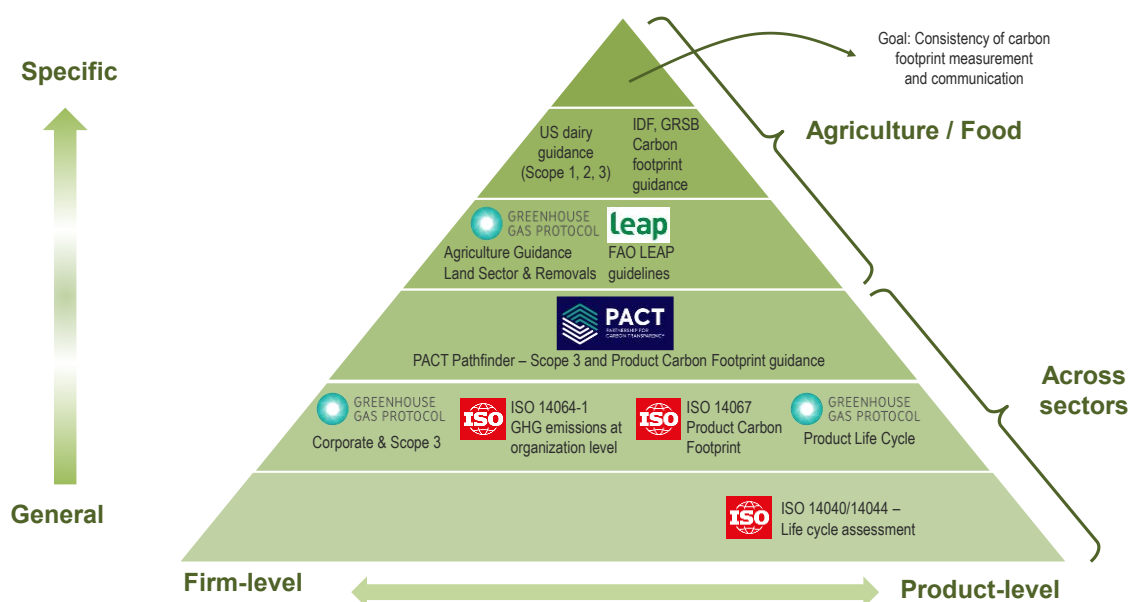 Goal: Consistency of carbon
footprint measurement
and communication
Specific
Agriculture / Food
US dairy
guidance
(Scope 1, 2, 3)
IDF, GRSB
Carbon
footprint
guidance
GREENHOUSE
GAS PROTOCOL
Agriculture Guidance
Land Sector & Removals
leap
FAO LEAP
guidelines
PACT
PARTNERSHIP FOR
CARBON TRANSPARENCY
PACT Pathfinder – Scope 3 and Product Carbon Footprint guidance
Across
sectors
GREENHOUSE
GAS PROTOCOL
Corporate & Scope 3
ISO
ISO 14064-1
GHG emissions at
organization level
ISO
ISO 14067
Product Carbon
Footprint
GREENHOUSE
GAS PROTOCOL
Product Life Cycle
General
ISO
ISO 14040/14044 –
Life cycle assessment
Firm-level
Product-level